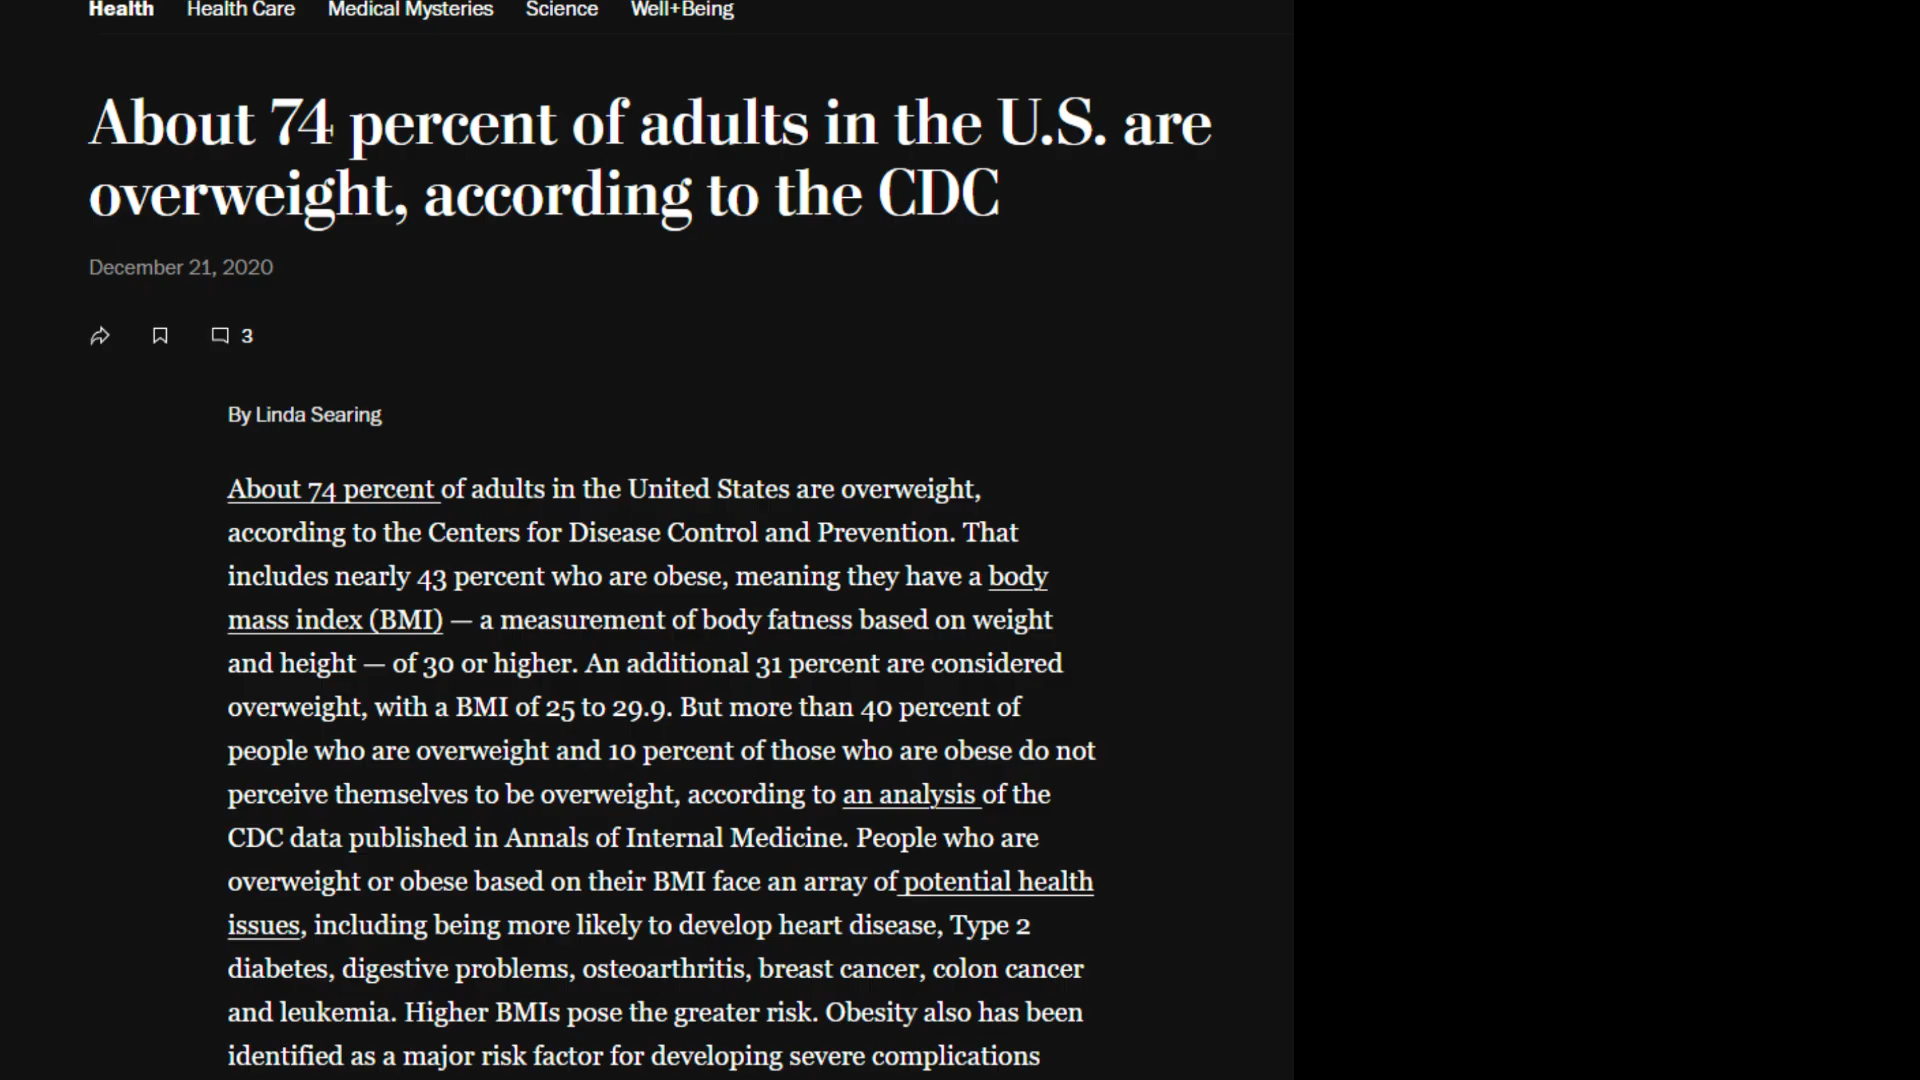 Health Health Care Medical Mysteries Science Well+Being
About 74 percent of adults in the U.S. are
overweight, according to the CDC
December 21, 2020
3
By Linda Searing
About 74 percent of adults in the United States are overweight,
according to the Centers for Disease Control and Prevention. That
includes nearly 43 percent who are obese, meaning they have a body
mass index (BMI) — a measurement of body fatness based on weight
and height — of 30 or higher. An additional 31 percent are considered
overweight, with a BMI of 25 to 29.9. But more than 40 percent of
people who are overweight and 10 percent of those who are obese do not
perceive themselves to be overweight, according to an analysis of the
CDC data published in Annals of Internal Medicine. People who are
overweight or obese based on their BMI face an array of potential health
issues, including being more likely to develop heart disease, Type 2
diabetes, digestive problems, osteoarthritis, breast cancer, colon cancer
and leukemia. Higher BMIs pose the greater risk. Obesity also has been
identified as a major risk factor for developing severe complications